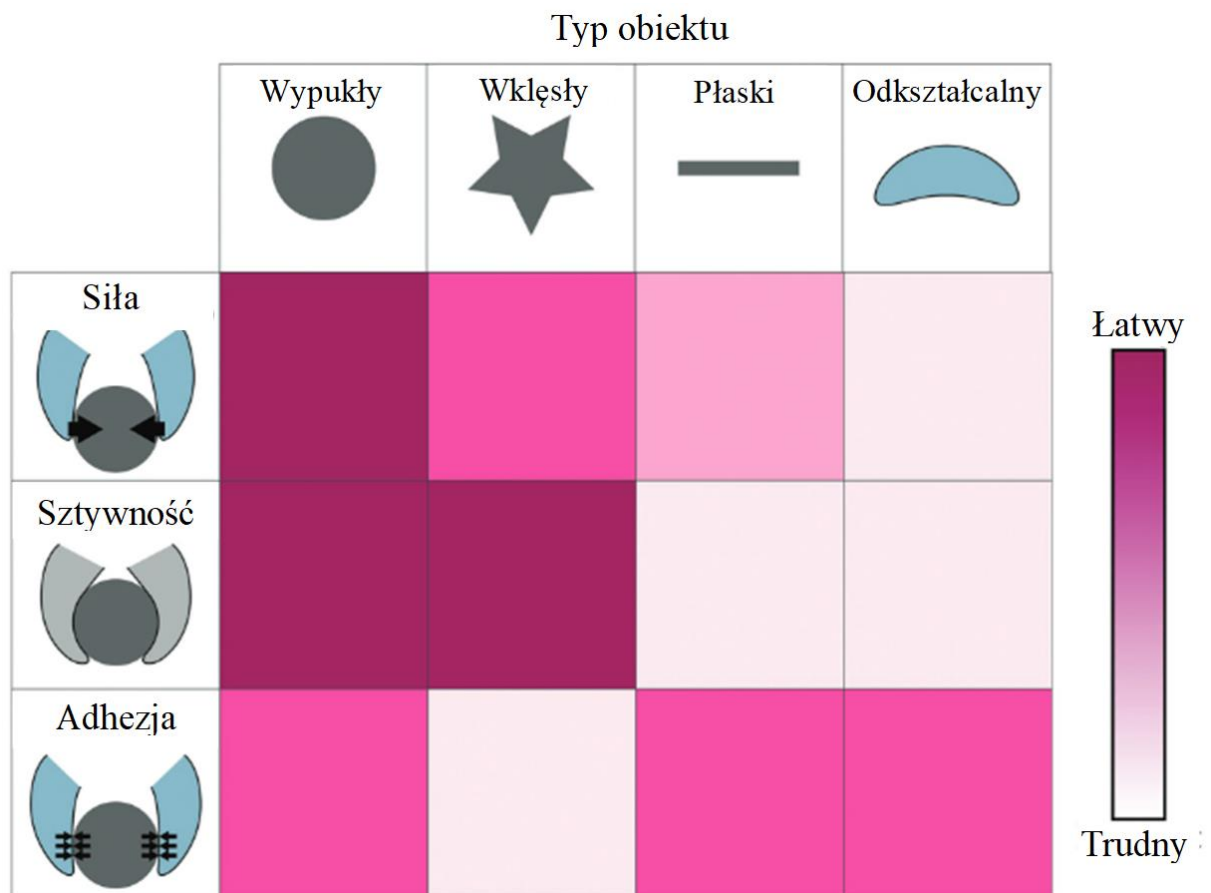 Typ obiektu
Wypukły
Wklęsły
Płaski
Odkształcalny
Siła
Łatwy
Sztywność
Adhezja
Trudny